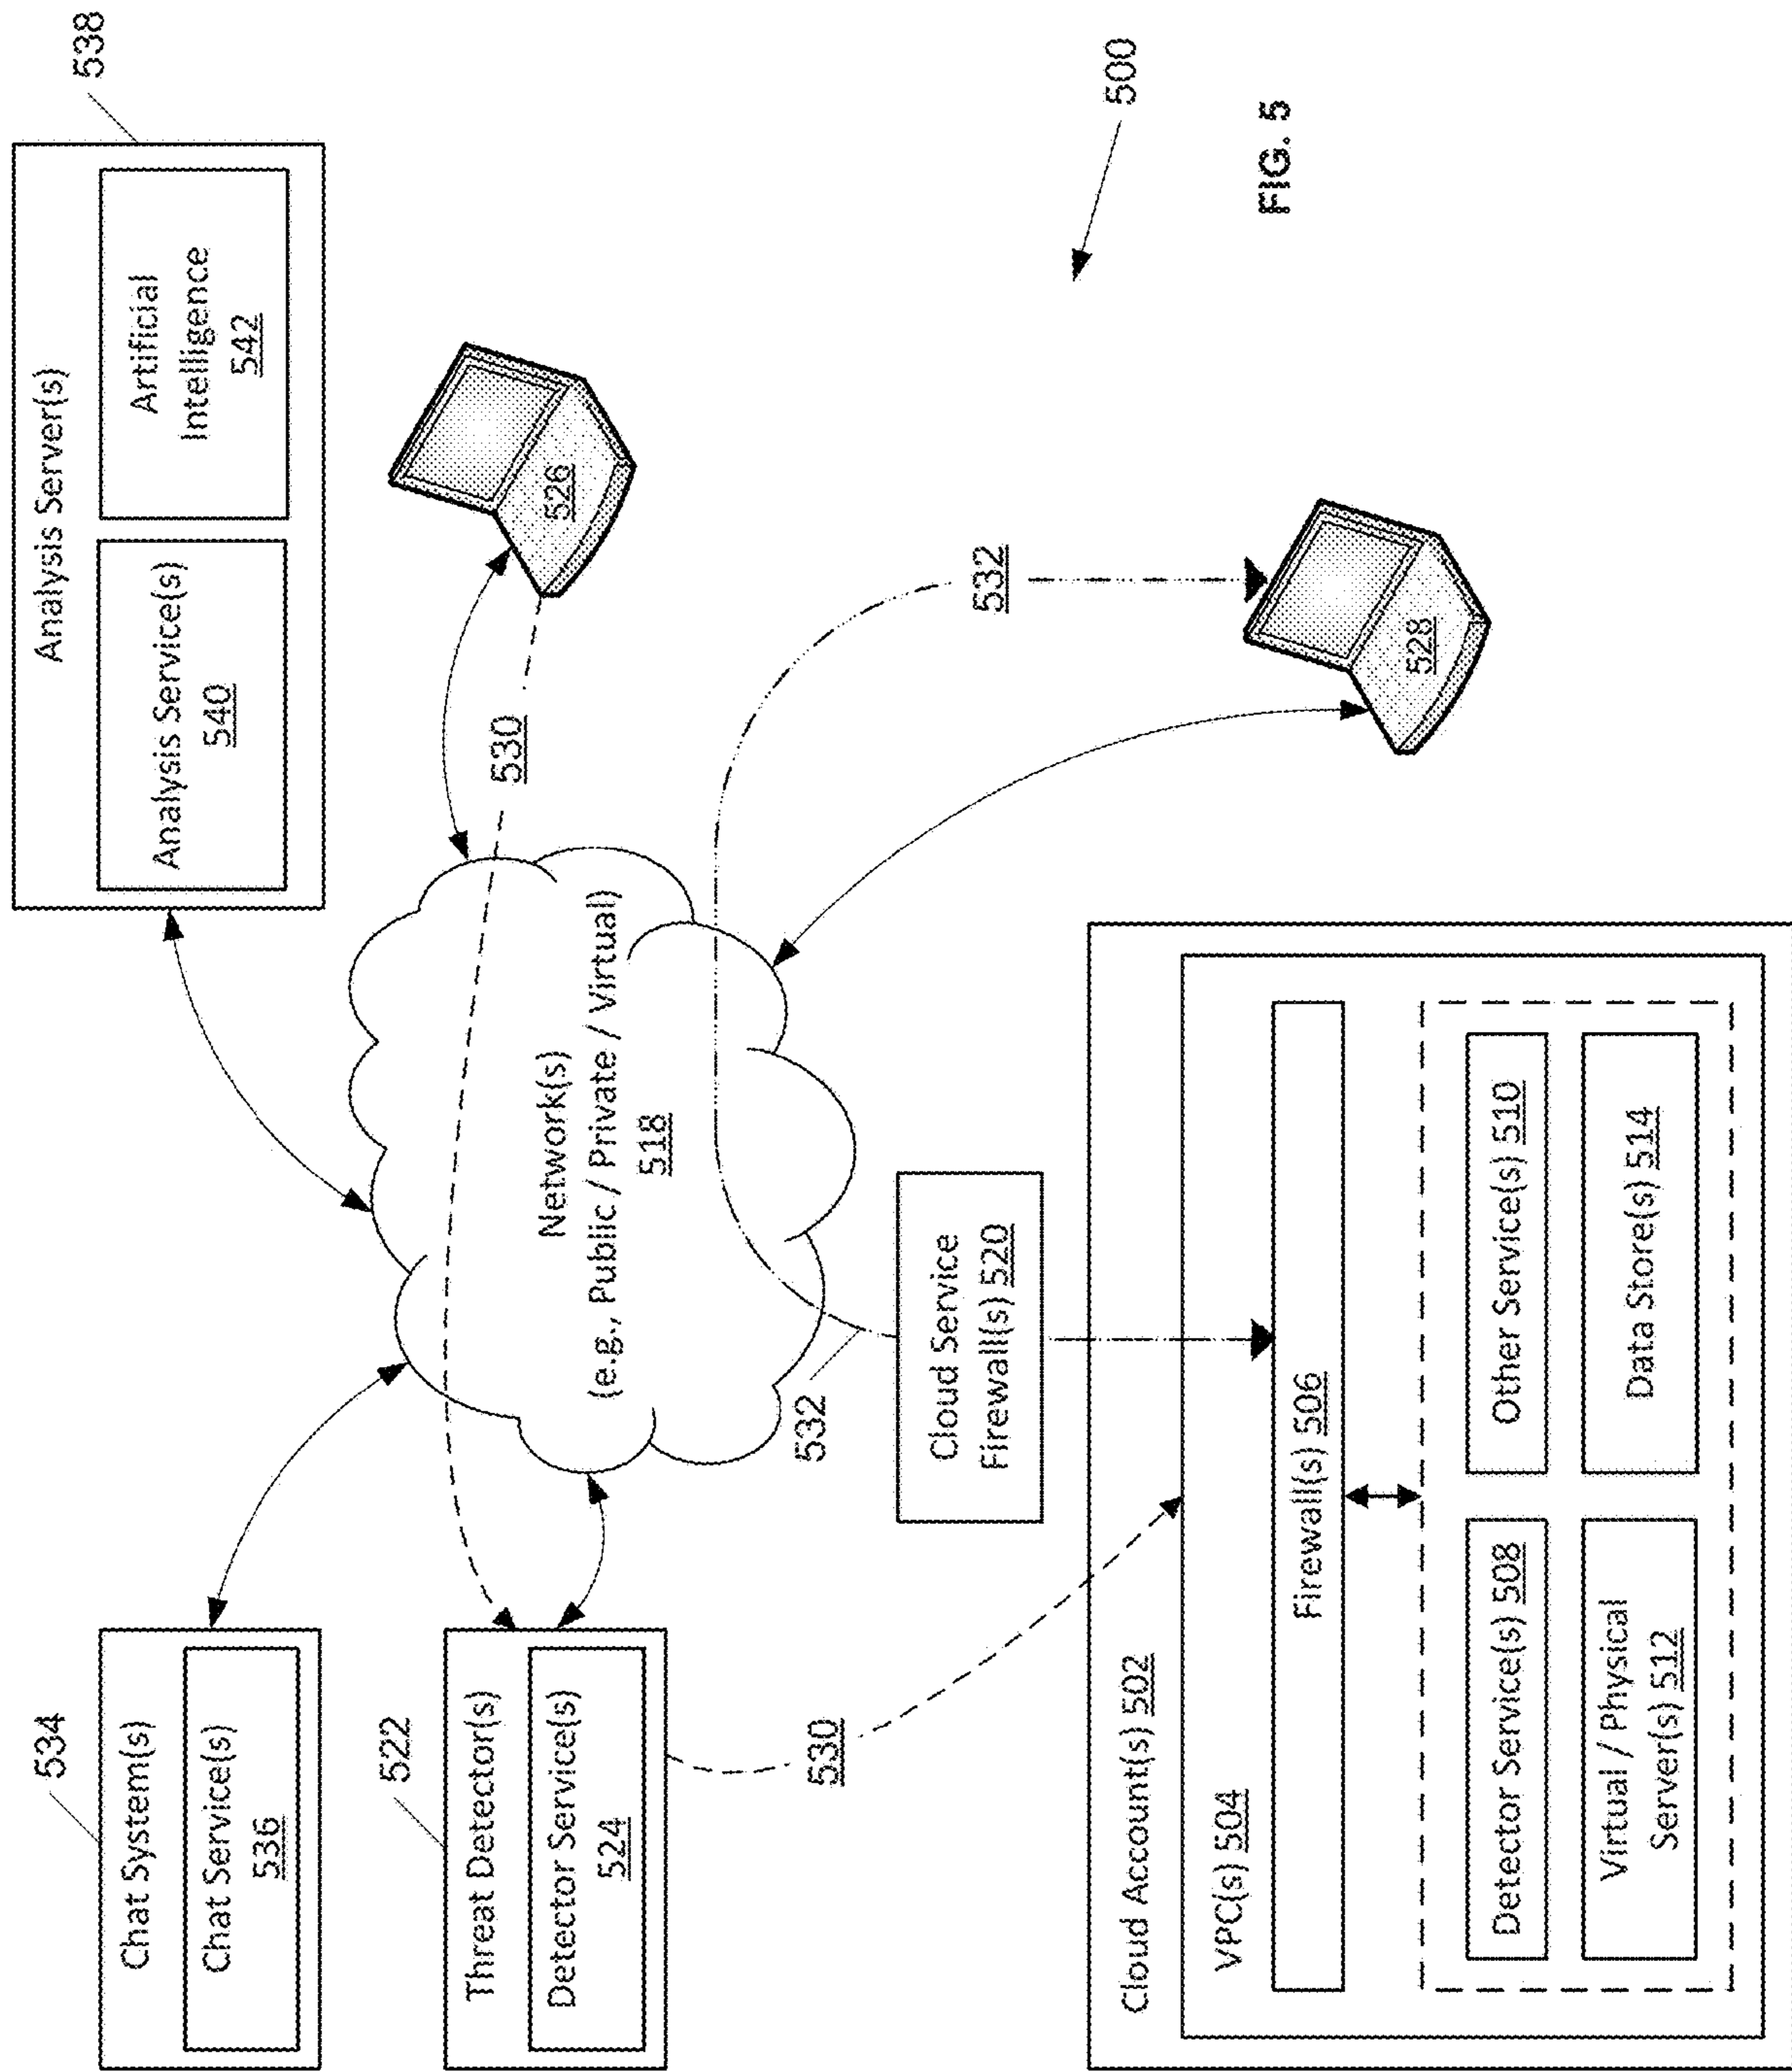 534
Chat System(s)
Chat Service(s)
536
522
Threat Detector(s)
Detector Service(s)
524
538
Analysis Server(s)
Analysis Service(s)
540
Artificial
Intelligence
542
530
526
Network(s)
(e.g., Public / Private / Virtual)
518
532
Cloud Service
Firewall(s) 520
530
532
528
Cloud Account(s) 502
VPC(s) 504
Firewall(s) 506
Detector Service(s) 508
Other Service(s) 510
Virtual / Physical
Server(s) 512
Data Store(s) 514
500
FIG. 5